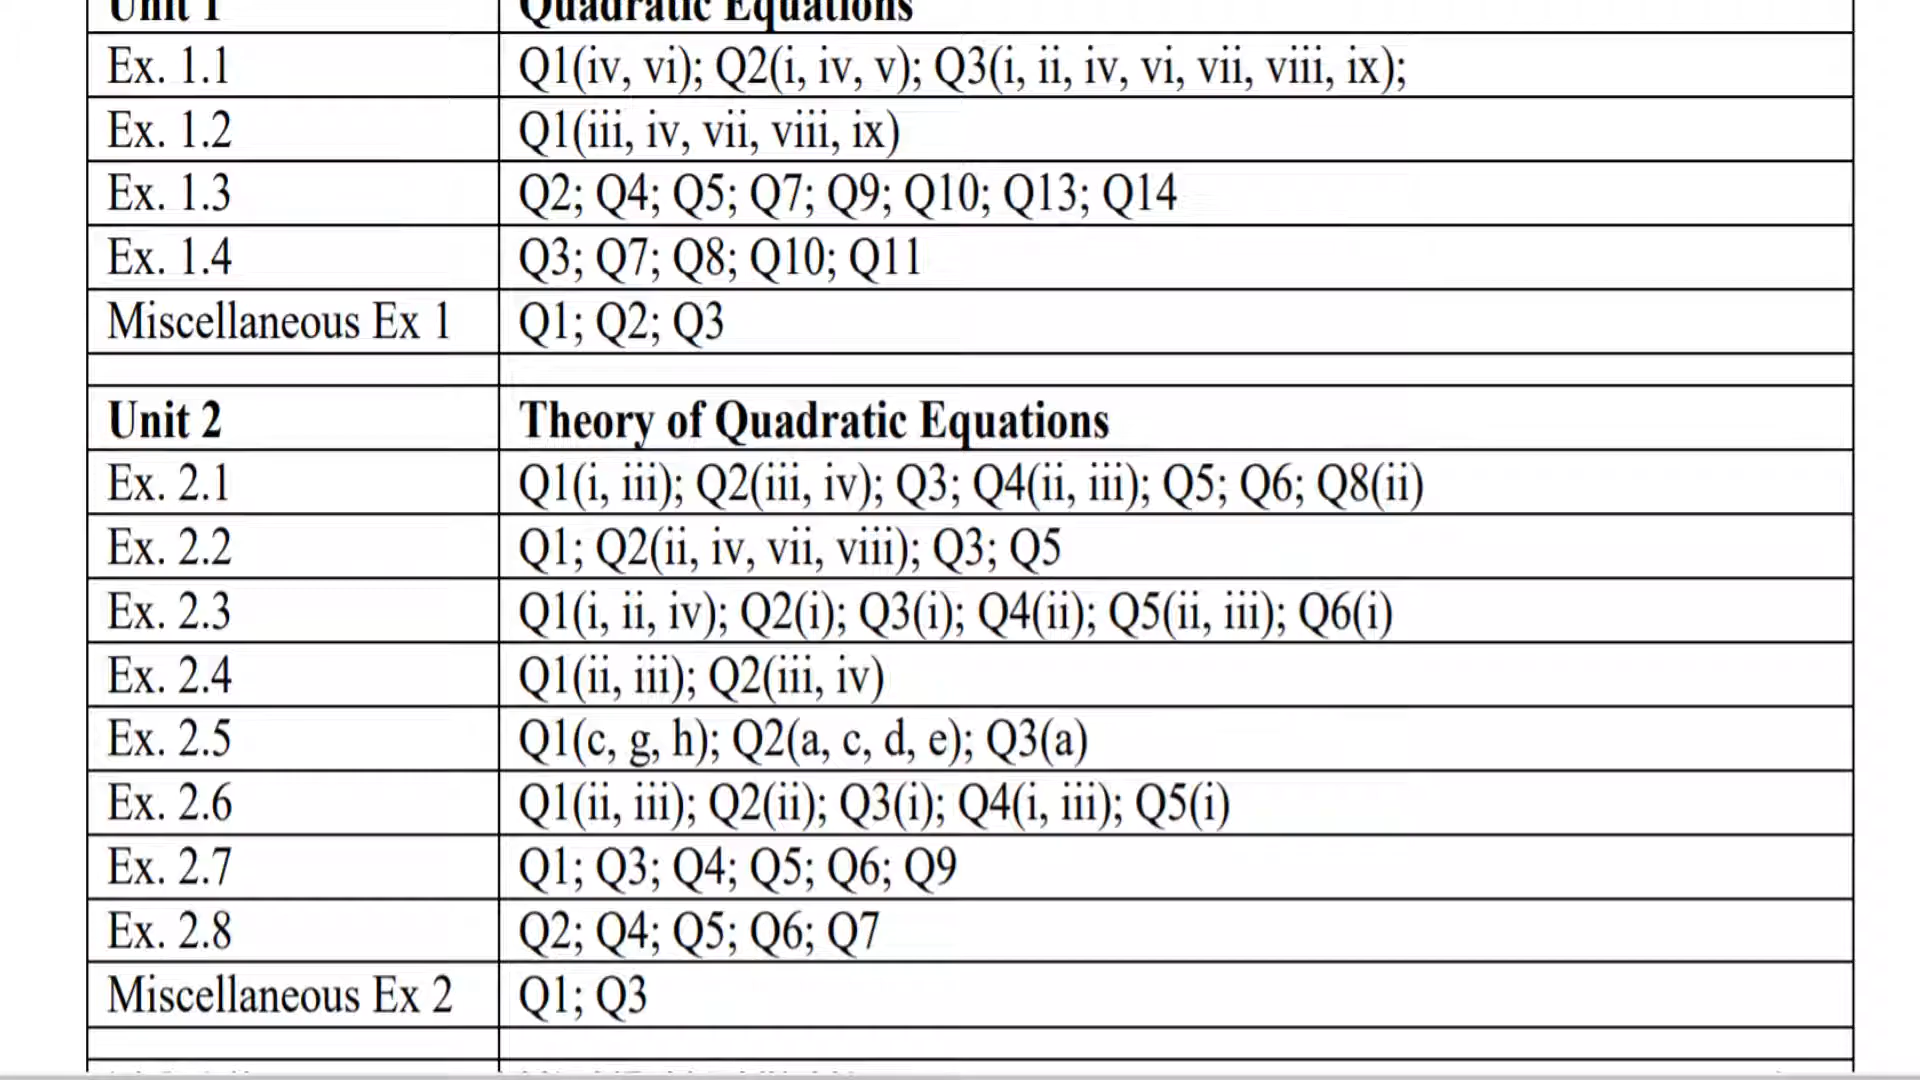 Unit 1 Quadratic Equations
Ex. 1.1 Q1(iv, vi); Q2(i, iv, v); Q3(i, ii, iv, vi, vii, viii, ix);
Ex. 1.2 Q1(iii, iv, vii, viii, ix)
Ex. 1.3 Q2; Q4; Q5; Q7; Q9; Q10; Q13; Q14
Ex. 1.4 Q3; Q7; Q8; Q10; Q11
Miscellaneous Ex 1 Q1; Q2; Q3
Unit 2 Theory of Quadratic Equations
Ex. 2.1 Q1(i, iii); Q2(iii, iv); Q3; Q4(ii, iii); Q5; Q6; Q8(ii)
Ex. 2.2 Q1; Q2(ii, iv, vii, viii); Q3; Q5
Ex. 2.3 Q1(i, ii, iv); Q2(i); Q3(i); Q4(ii); Q5(ii, iii); Q6(i)
Ex. 2.4 Q1(ii, iii); Q2(iii, iv)
Ex. 2.5 Q1(c, g, h); Q2(a, c, d, e); Q3(a)
Ex. 2.6 Q1(ii, iii); Q2(ii); Q3(i); Q4(i, iii); Q5(i)
Ex. 2.7 Q1; Q3; Q4; Q5; Q6; Q9
Ex. 2.8 Q2; Q4; Q5; Q6; Q7
Miscellaneous Ex 2 Q1; Q3